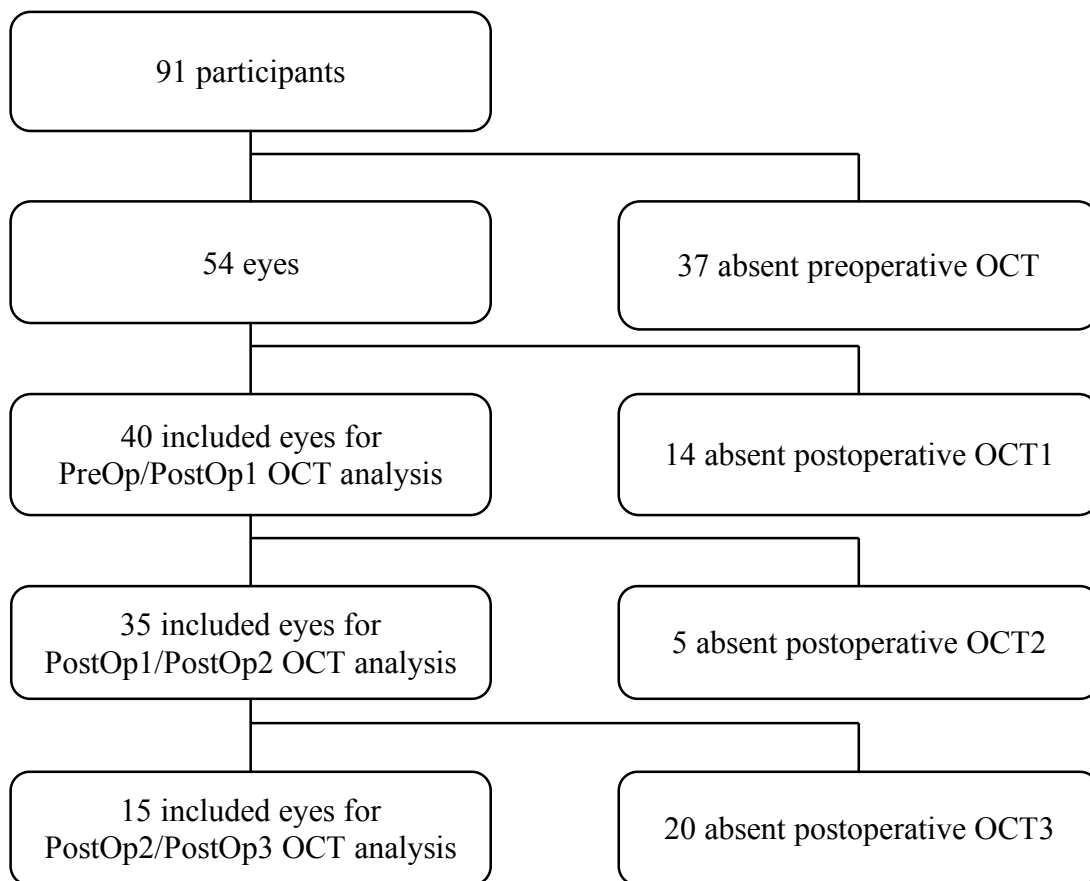 91 participants
54 eyes
37 absent preoperative OCT
40 included eyes for
PreOp/PostOp1 OCT analysis
14 absent postoperative OCT1
35 included eyes for
PostOp1/PostOp2 OCT analysis
5 absent postoperative OCT2
15 included eyes for
PostOp2/PostOp3 OCT analysis
20 absent postoperative OCT3